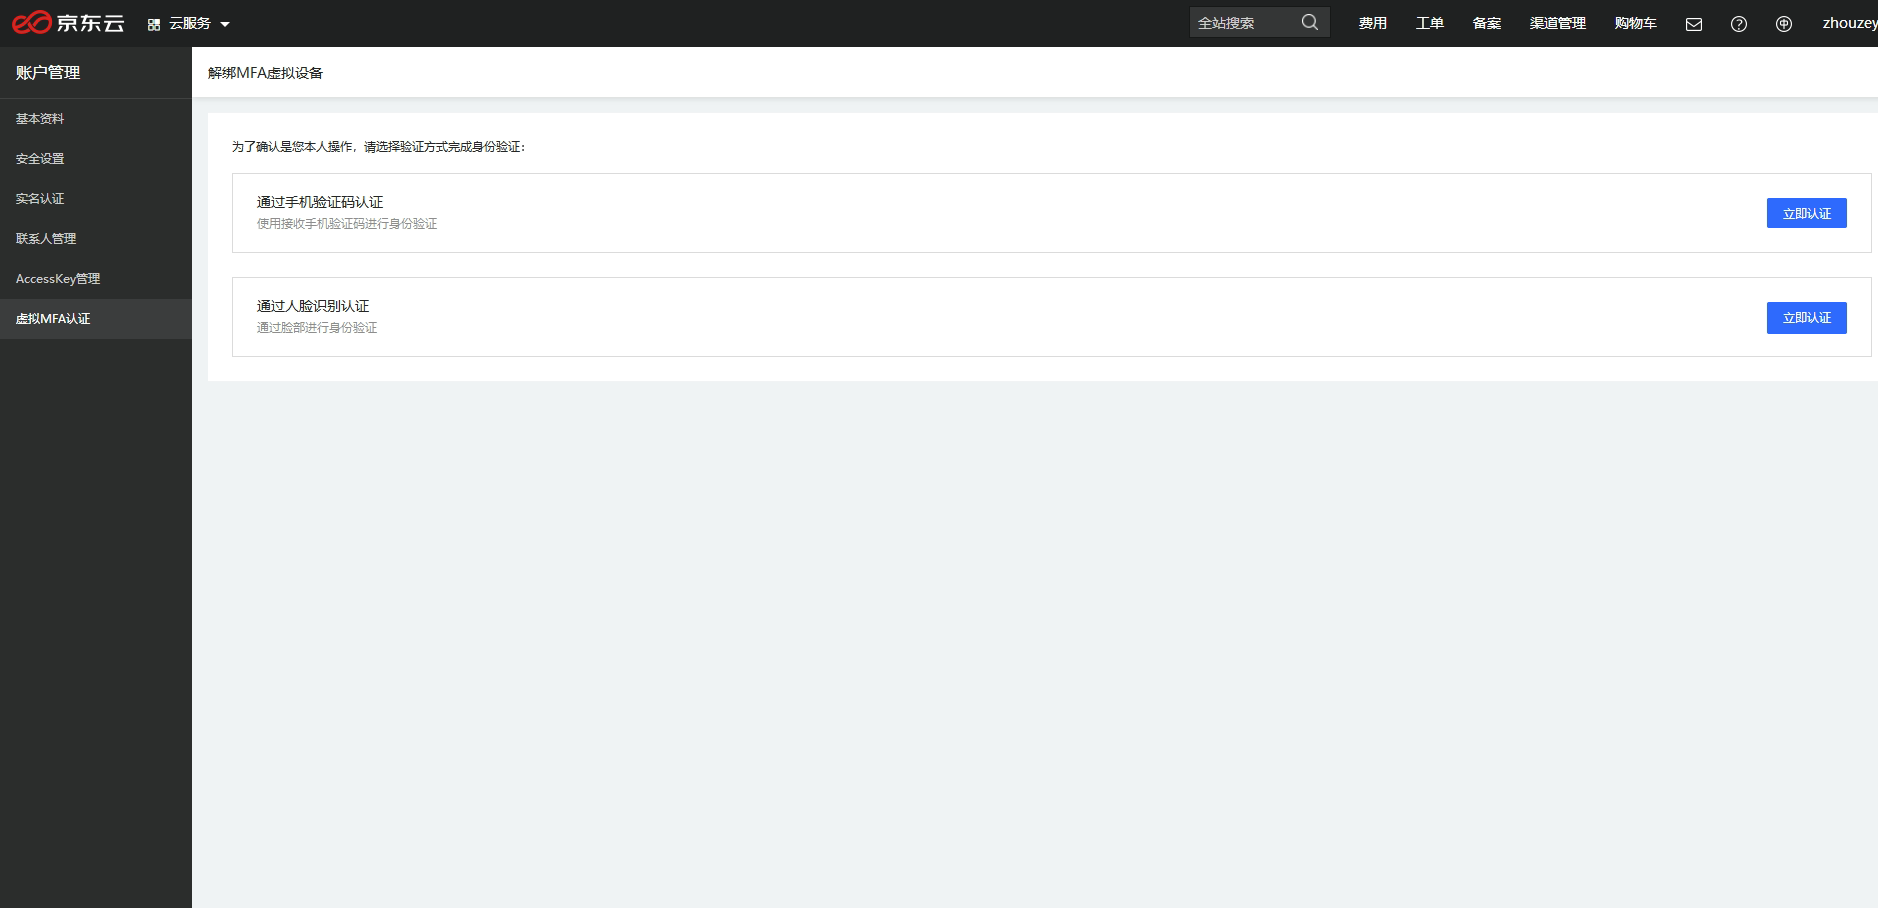 京东云
云服务
全站搜索
费用
工单
备案
渠道管理
购物车
zhouzey
账户管理
基本资料
安全设置
实名认证
联系人管理
AccessKey管理
虚拟MFA认证
解绑MFA虚拟设备
为了确认是您本人操作，请选择验证方式完成身份验证：
通过手机验证码认证
使用接收手机验证码进行身份验证
立即认证
通过人脸识别认证
通过脸部进行身份验证
立即认证